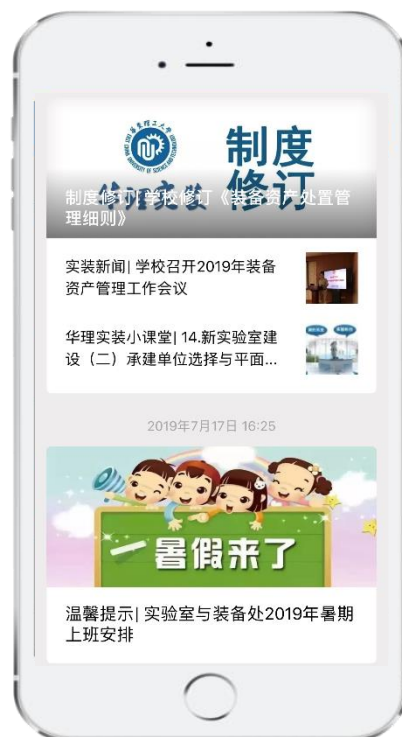 制度
修订
华理实装
制度修订|学校修订《装备资产处置管
理细则》
实装新闻| 学校召开2019年装备
资产管理工作会议
华理实装小课堂| 14.新实验室建
设（二）承建单位选择与平面...
2019年7月17日 16:25
暑假来了
温馨提示| 实验室与装备处2019年暑期
上班安排